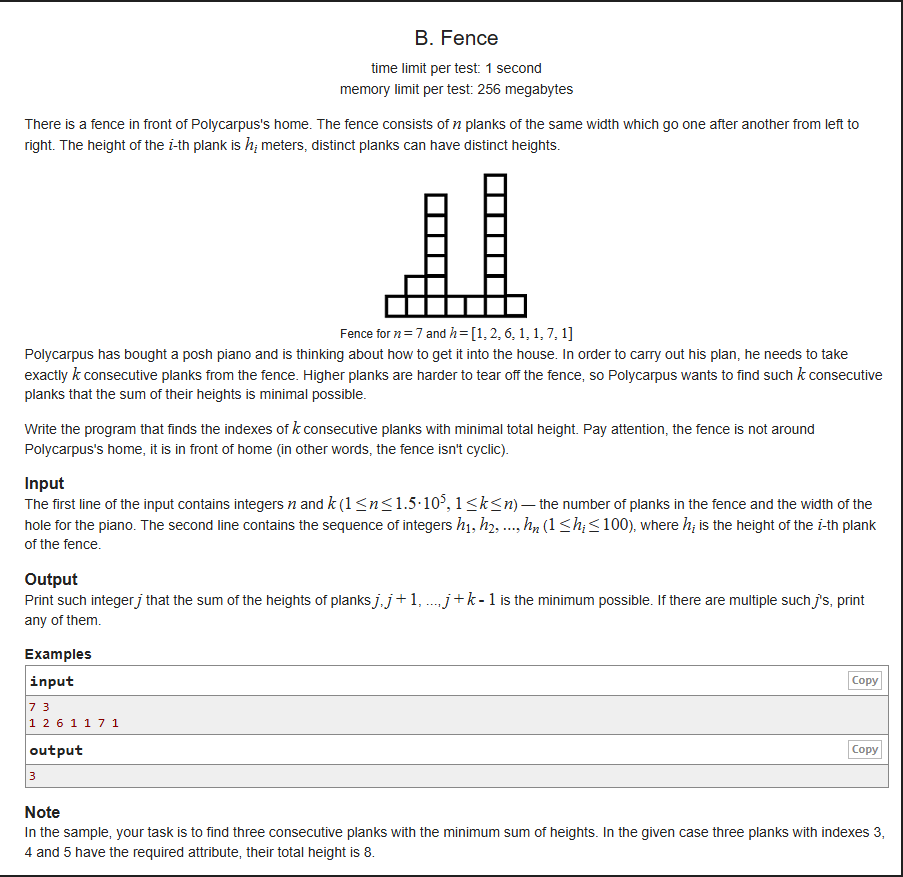 B. Fence
time limit per test: 1 second
memory limit per test: 256 megabytes
There is a fence in front of Polycarpus's home. The fence consists of n planks of the same width which go one after another from left to
right. The height of the i-th plank is hᵢ meters, distinct planks can have distinct heights.
Fence for n = 7 and h = [1, 2, 6, 1, 1, 7, 1]
Polycarpus has bought a posh piano and is thinking about how to get it into the house. In order to carry out his plan, he needs to take
exactly k consecutive planks from the fence. Higher planks are harder to tear off the fence, so Polycarpus wants to find such k consecutive
planks that the sum of their heights is minimal possible.
Write the program that finds the indexes of k consecutive planks with minimal total height. Pay attention, the fence is not around
Polycarpus's home, it is in front of home (in other words, the fence isn't cyclic).
Input
The first line of the input contains integers n and k (1 ≤ n ≤ 1.5·10⁵, 1 ≤ k ≤ n) — the number of planks in the fence and the width of the
hole for the piano. The second line contains the sequence of integers h₁, h₂, ..., hₙ (1 ≤ hᵢ ≤ 100), where hᵢ is the height of the i-th plank
of the fence.
Output
Print such integer j that the sum of the heights of planks j, j + 1, ..., j + k - 1 is the minimum possible. If there are multiple such j's, print
any of them.
Examples
input
Copy
7 3
1 2 6 1 1 7 1
output
Copy
3
Note
In the sample, your task is to find three consecutive planks with the minimum sum of heights. In the given case three planks with indexes 3,
4 and 5 have the required attribute, their total height is 8.